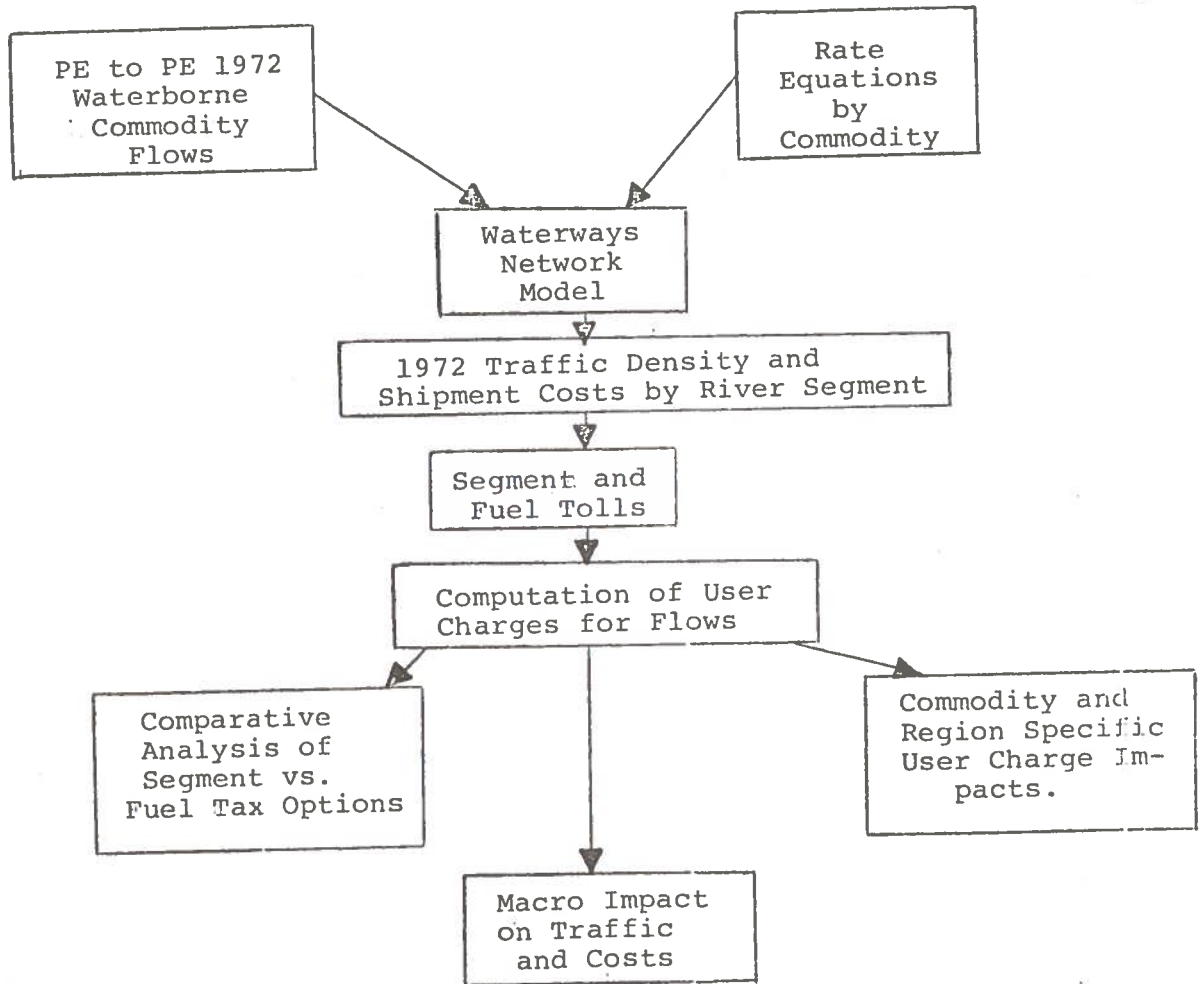 PE to PE 1972
Waterborne
Commodity
Flows
Rate
Equations
by
Commodity
Waterways
Network
Model
1972 Traffic Density and
Shipment Costs by River Segment
Segment and
Fuel Tolls
Computation of User
Charges for Flows
Comparative
Analysis of
Segment vs.
Fuel Tax Options
Commodity and
Region Specific
User Charge Im-
pacts.
Macro Impact
on Traffic
and Costs